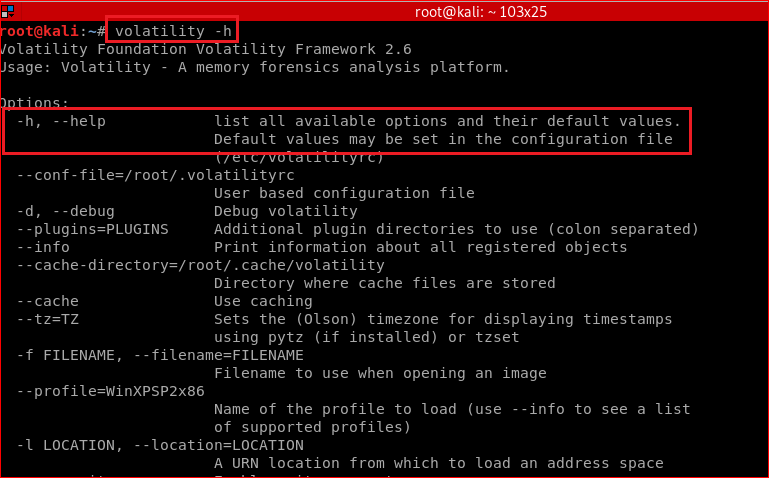 root@kali: ~ 103x25
root@kali:~# volatility -h
Volatility Foundation Volatility Framework 2.6
Usage: Volatility - A memory forensics analysis platform.
Options:
-h, --help list all available options and their default values.
Default values may be set in the configuration file
(/etc/volatilityrc)
--conf-file=/root/.volatilityrc
User based configuration file
-d, --debug Debug volatility
--plugins=PLUGINS Additional plugin directories to use (colon separated)
--info Print information about all registered objects
--cache-directory=/root/.cache/volatility
Directory where cache files are stored
--cache Use caching
--tz=TZ Sets the (Olson) timezone for displaying timestamps
using pytz (if installed) or tzset
-f FILENAME, --filename=FILENAME
Filename to use when opening an image
--profile=WinXPSP2x86
Name of the profile to load (use --info to see a list
of supported profiles)
-l LOCATION, --location=LOCATION
A URN location from which to load an address space